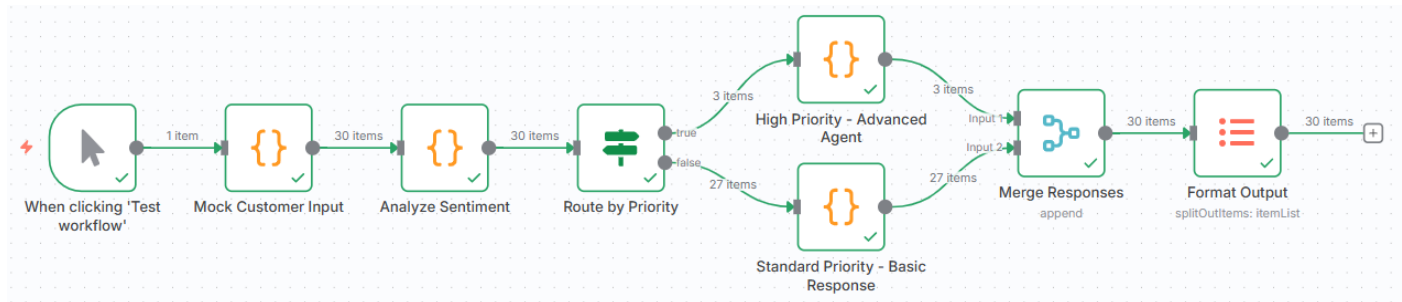 When clicking 'Test
workflow'
1 item
{}
Mock Customer Input
30 items
{}
Analyze Sentiment
30 items
Route by Priority
true
false
3 items
27 items
{}
High Priority - Advanced
Agent
{}
Standard Priority - Basic
Response
3 items
27 items
Input 1
Input 2
Merge Responses
append
30 items
Format Output
splitOutItems: itemList
30 items
+